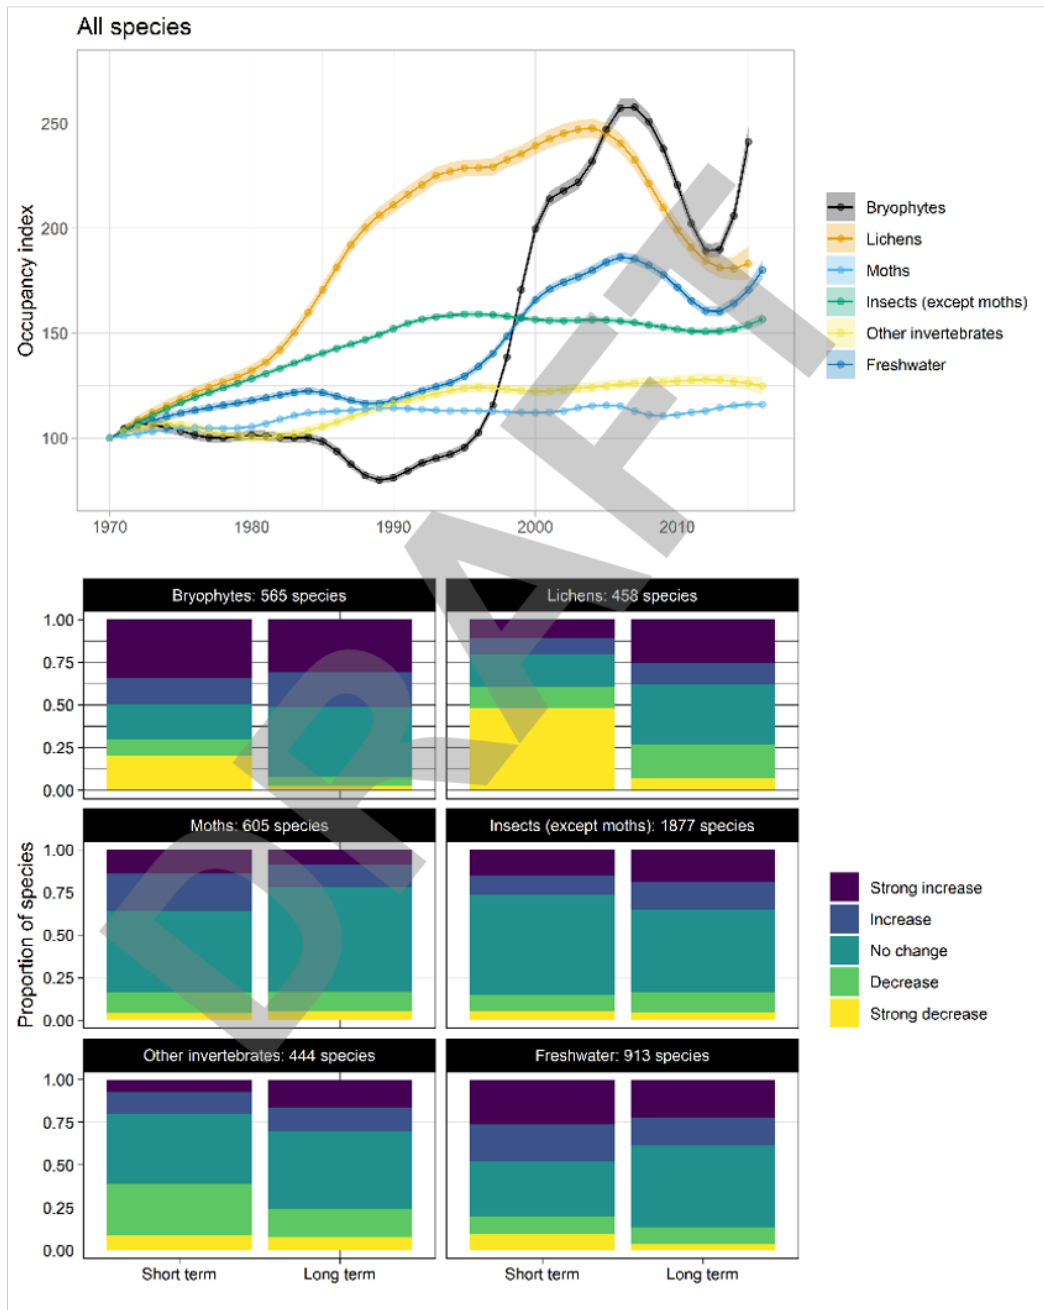 All species
Occupancy index
250
200
150
100
1970 1980 1990 2000 2010
Bryophytes
Lichens
Moths
Insects (except moths)
Other invertebrates
Freshwater
DRAFT
Proportion of species
Bryophytes: 565 species
Lichens: 458 species
1.00
0.75
0.50
0.25
0.00
Moths: 605 species
Insects (except moths): 1877 species
1.00
0.75
0.50
0.25
0.00
Other invertebrates: 444 species
Freshwater: 913 species
1.00
0.75
0.50
0.25
0.00
Short term Long term Short term Long term
Strong increase
Increase
No change
Decrease
Strong decrease